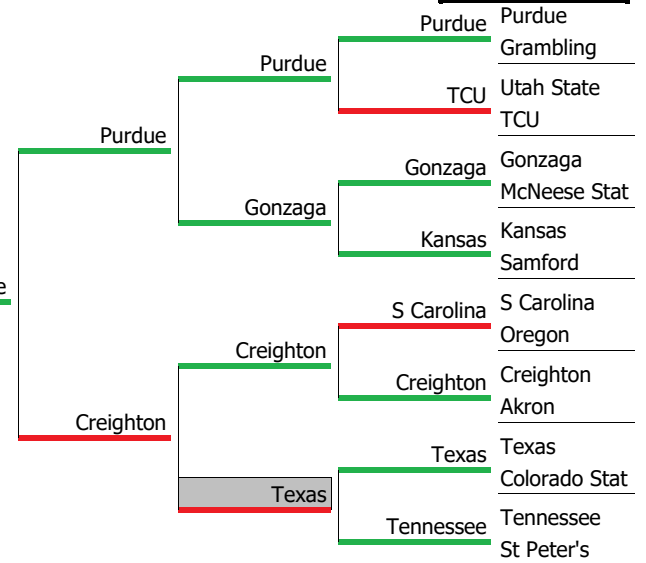 Purdue
Grambling
Utah State
TCU
Gonzaga
McNeese Stat
Kansas
Samford
S Carolina
Oregon
Creighton
Akron
Texas
Colorado Stat
Tennessee
St Peter's
Purdue
TCU
Gonzaga
Kansas
S Carolina
Creighton
Texas
Tennessee
Purdue
Gonzaga
Creighton
Texas
Purdue
Creighton
e